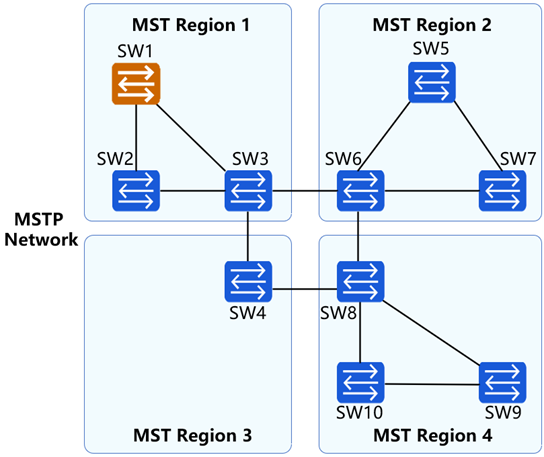 MST Region 1
MST Region 2
SW1
SW5
SW2
SW3
SW6
SW7
MSTP
Network
SW4
SW8
SW10
SW9
MST Region 3
MST Region 4